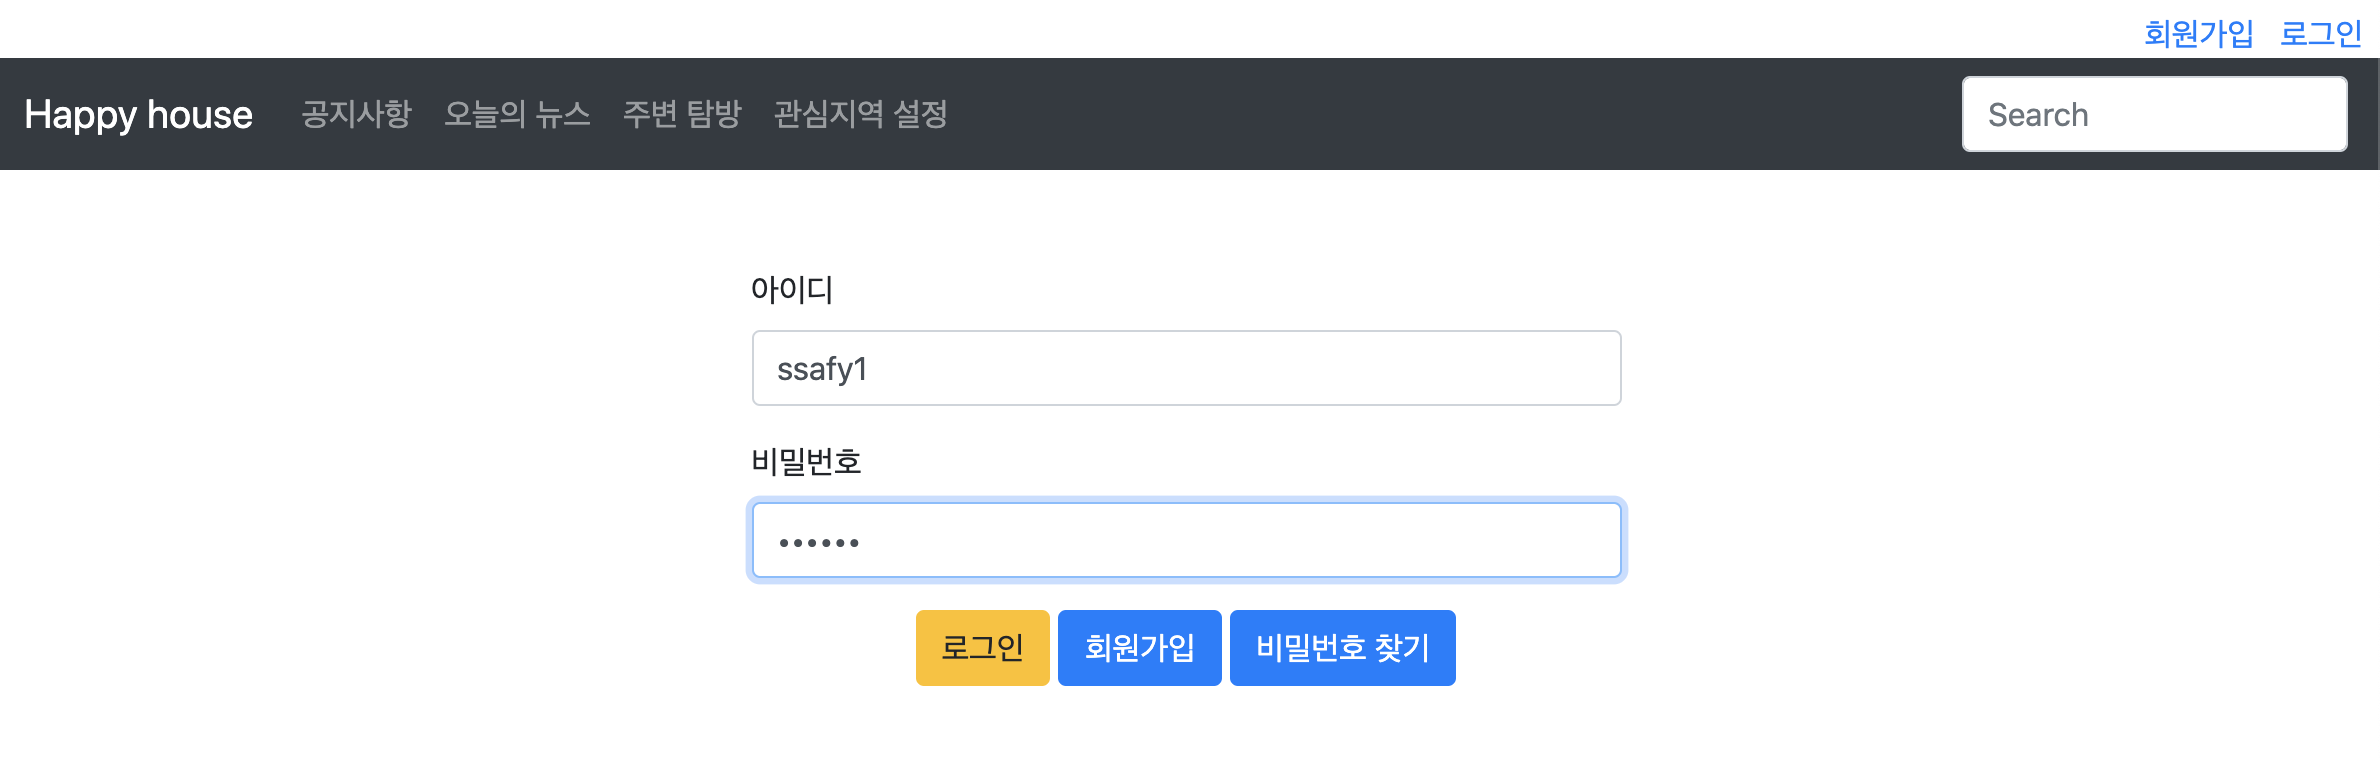 회원가입 로그인
Happy house 공지사항 오늘의 뉴스 주변 탐방 관심지역 설정 Search
아이디
ssafy1
비밀번호
••••••
로그인 회원가입 비밀번호 찾기